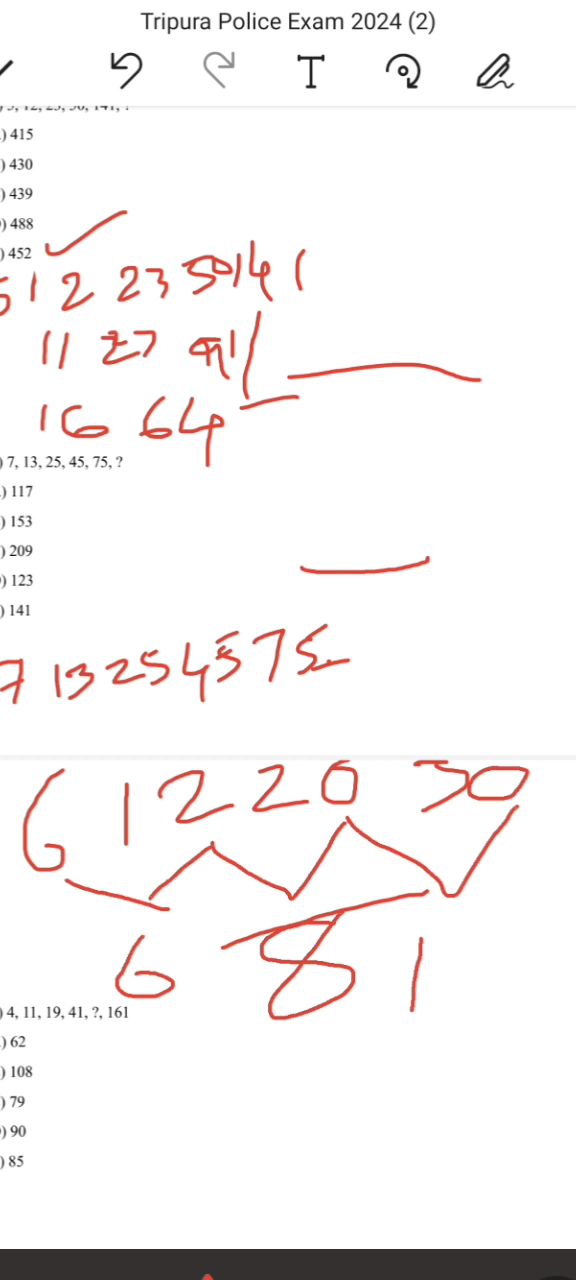 Tripura Police Exam 2024 (2)
T
) 415
) 430
) 439
) 488
) 452
5 12 23 50 141
11 27 91
16 64
) 7, 13, 25, 45, 75, ?
) 117
) 153
) 209
) 123
) 141
7 13 25 45 75
6 12 20 30
6 8 1
) 4, 11, 19, 41, ?, 161
) 62
) 108
) 79
) 90
) 85